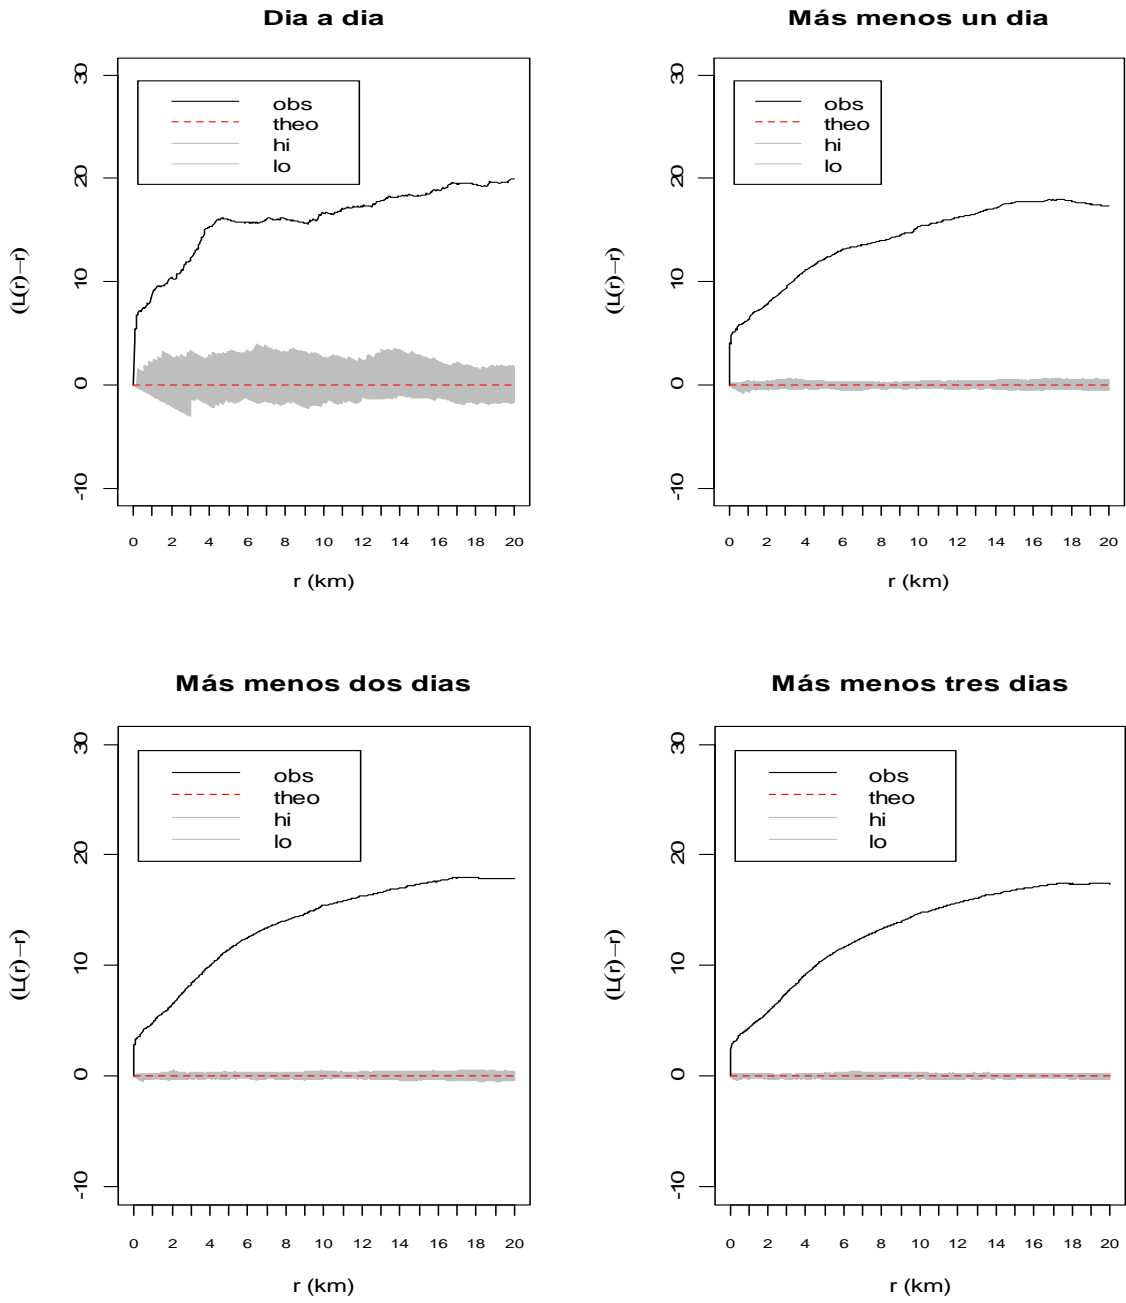 Dia a dia
(L(r)−r)
30
20
10
0
-10
obs
theo
hi
lo
0 2 4 6 8 10 12 14 16 18 20
r (km)
Más menos un dia
(L(r)−r)
30
20
10
0
-10
obs
theo
hi
lo
0 2 4 6 8 10 12 14 16 18 20
r (km)
Más menos dos dias
(L(r)−r)
30
20
10
0
-10
obs
theo
hi
lo
0 2 4 6 8 10 12 14 16 18 20
r (km)
Más menos tres dias
(L(r)−r)
30
20
10
0
-10
obs
theo
hi
lo
0 2 4 6 8 10 12 14 16 18 20
r (km)